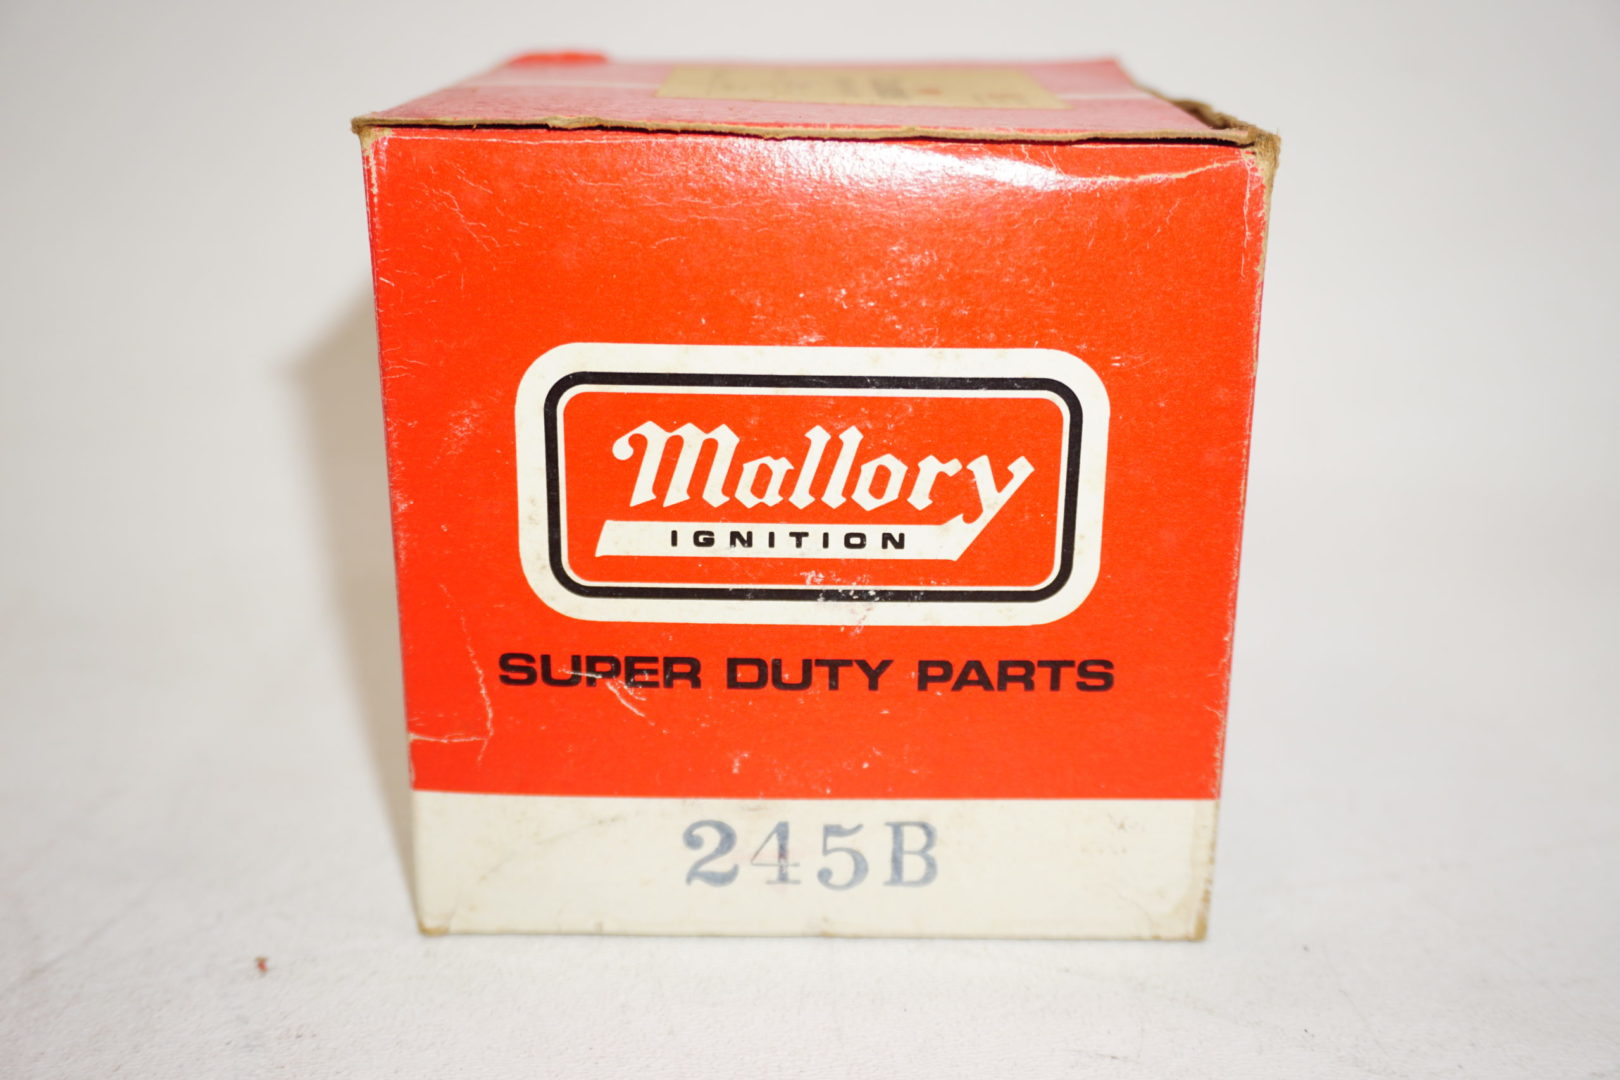 Mallory
IGNITION
SUPER DUTY PARTS
245B